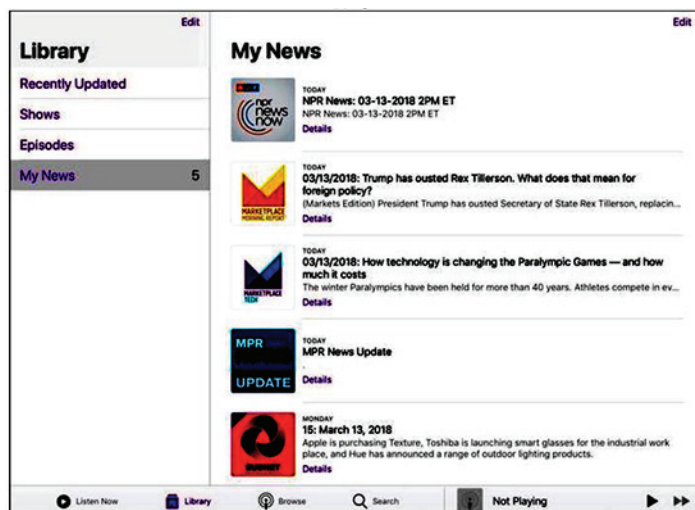 Edit
Library
Recently Updated
Shows
Episodes
My News 5
Edit
My News
npr
news
now
TODAY
NPR News: 03-13-2018 2PM ET
NPR News: 03-13-2018 2PM ET
Details
MARKETPLACE
MORNING REPORT
TODAY
03/13/2018: Trump has ousted Rex Tillerson. What does that mean for
foreign policy?
(Markets Edition) President Trump has ousted Secretary of State Rex Tillerson, replacin...
Details
MARKETPLACE
TECH
TODAY
03/13/2018: How technology is changing the Paralympic Games — and how
much it costs
The winter Paralympics have been held for more than 40 years. Athletes compete in ev...
Details
MPR
UPDATE
TODAY
MPR News Update
.
Details
MONDAY
15: March 13, 2018
Apple is purchasing Texture, Toshiba is launching smart glasses for the industrial work
place, and Hue has announced a range of outdoor lighting products.
Details
Listen Now
Library
Browse
Search
Not Playing